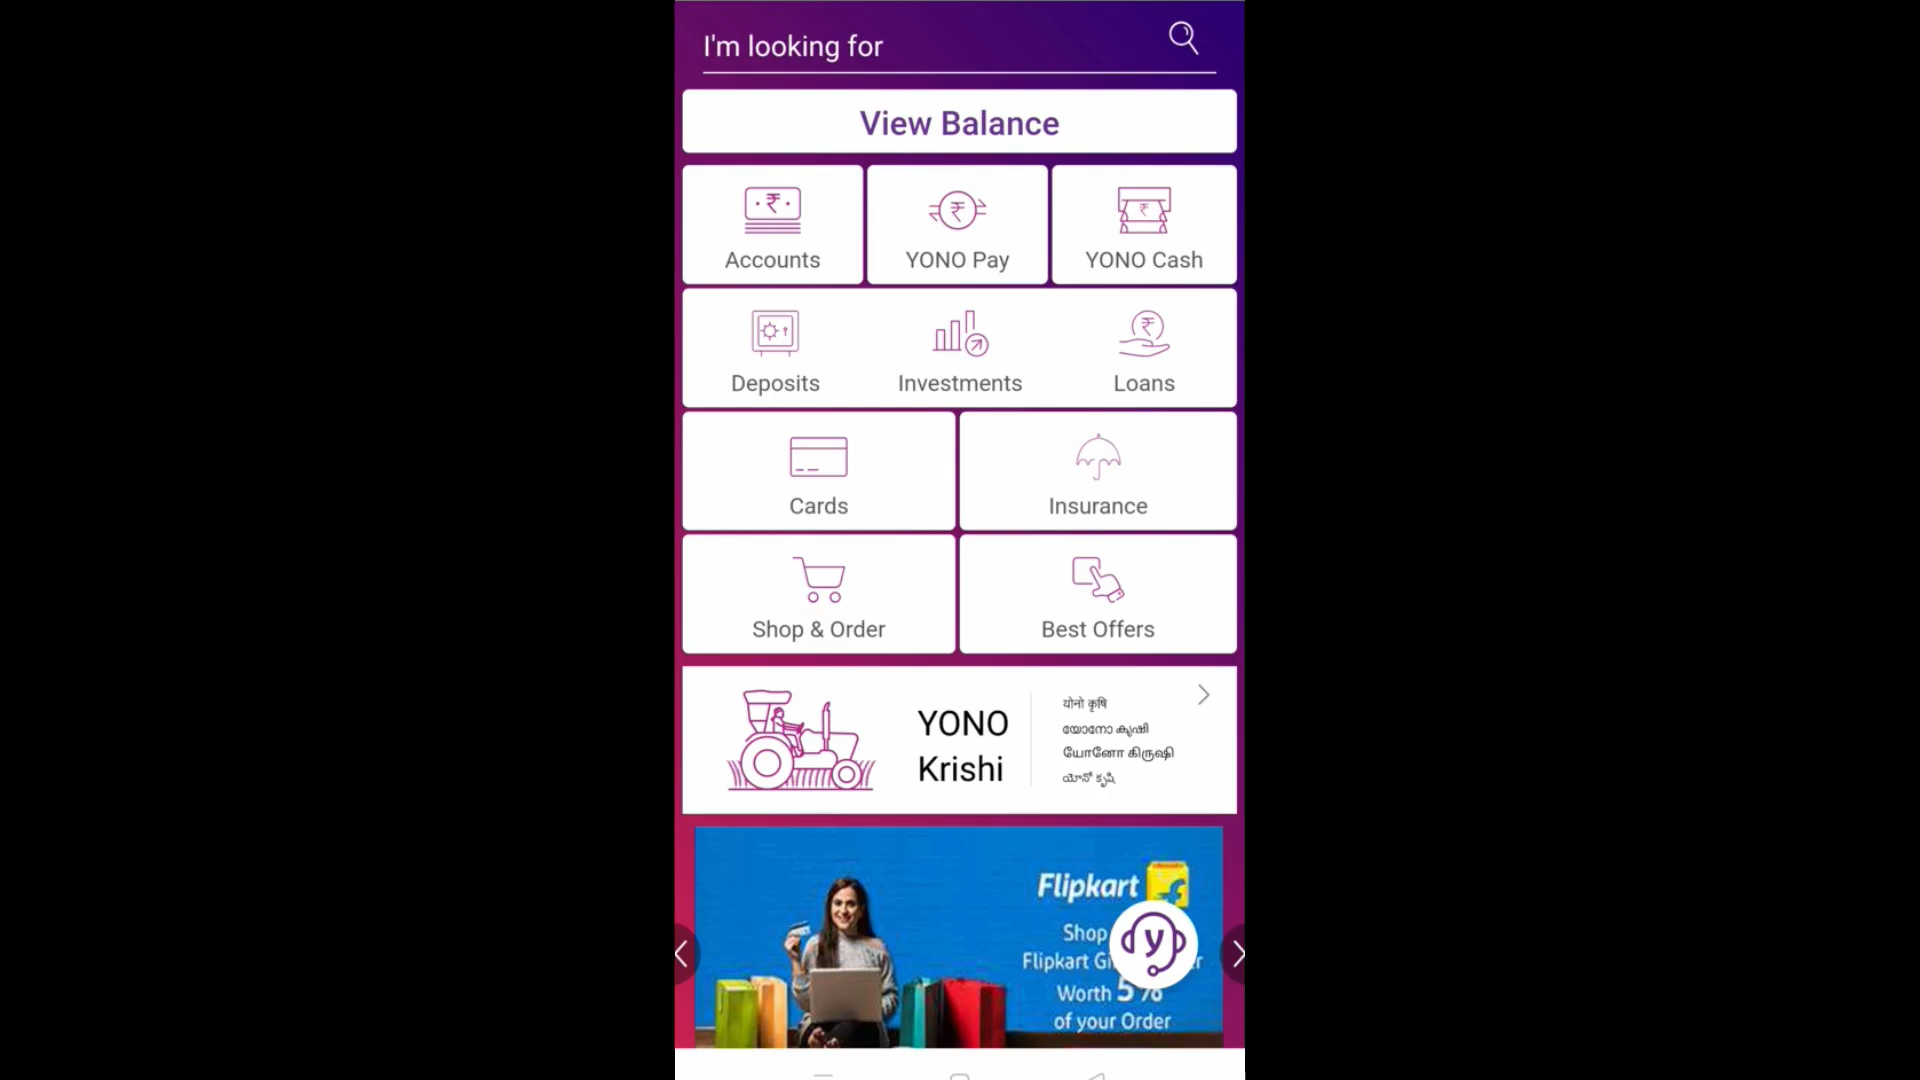 I'm looking for
View Balance
Accounts
YONO Pay
YONO Cash
Deposits
Investments
Loans
Cards
Insurance
Shop & Order
Best Offers
YONO
Krishi
योनो कृषि
യോനോ കൃഷി
யோனோ கிருஷி
యోనో కృషి
Flipkart
Shop
Flipkart
Worth 5%
of your Order